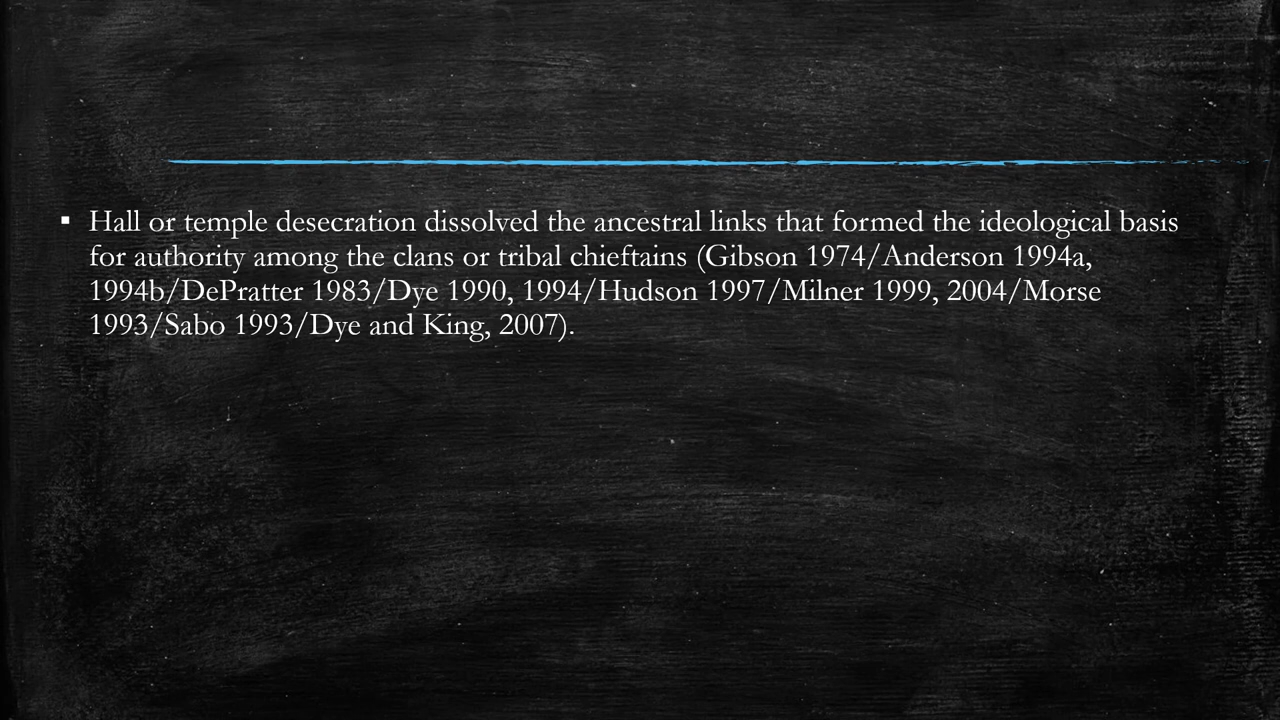 ▪ Hall or temple desecration dissolved the ancestral links that formed the ideological basis
for authority among the clans or tribal chieftains (Gibson 1974/Anderson 1994a,
1994b/DePratter 1983/Dye 1990, 1994/Hudson 1997/Milner 1999, 2004/Morse
1993/Sabo 1993/Dye and King, 2007).